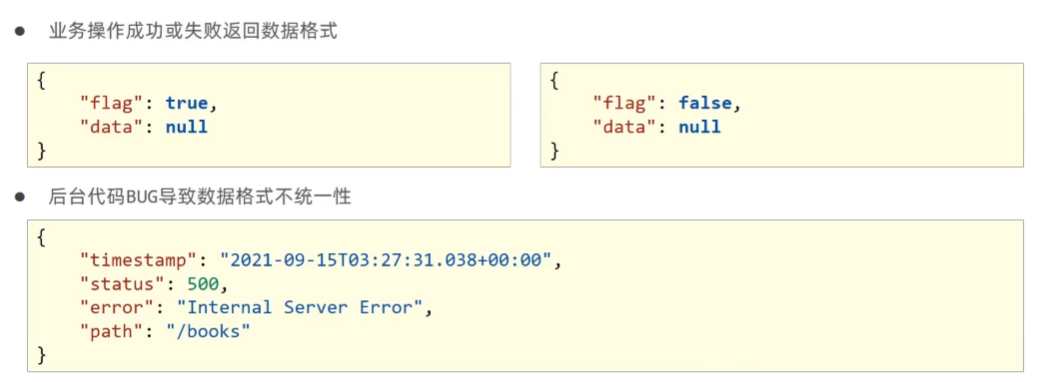 ● 业务操作成功或失败返回数据格式
{
    "flag": true,
    "data": null
}
{
    "flag": false,
    "data": null
}
● 后台代码BUG导致数据格式不统一性
{
    "timestamp": "2021-09-15T03:27:31.038+00:00",
    "status": 500,
    "error": "Internal Server Error",
    "path": "/books"
}